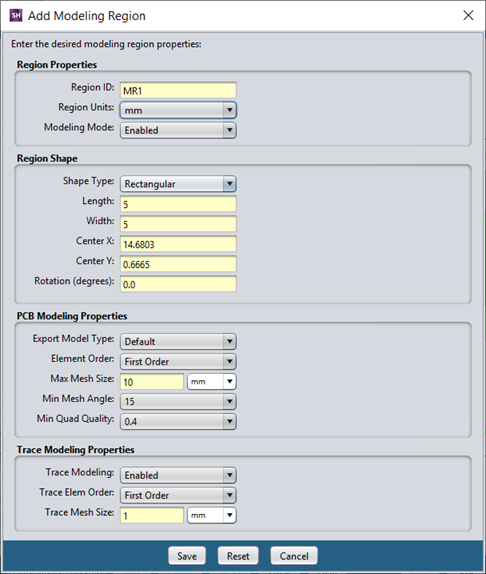 SH Add Modeling Region
Enter the desired modeling region properties:
Region Properties
Region ID: MR1
Region Units: mm
Modeling Mode: Enabled
Region Shape
Shape Type: Rectangular
Length: 5
Width: 5
Center X: 14.6803
Center Y: 0.6665
Rotation (degrees): 0.0
PCB Modeling Properties
Export Model Type: Default
Element Order: First Order
Max Mesh Size: 10 mm
Min Mesh Angle: 15
Min Quad Quality: 0.4
Trace Modeling Properties
Trace Modeling: Enabled
Trace Elem Order: First Order
Trace Mesh Size: 1 mm
Save Reset Cancel